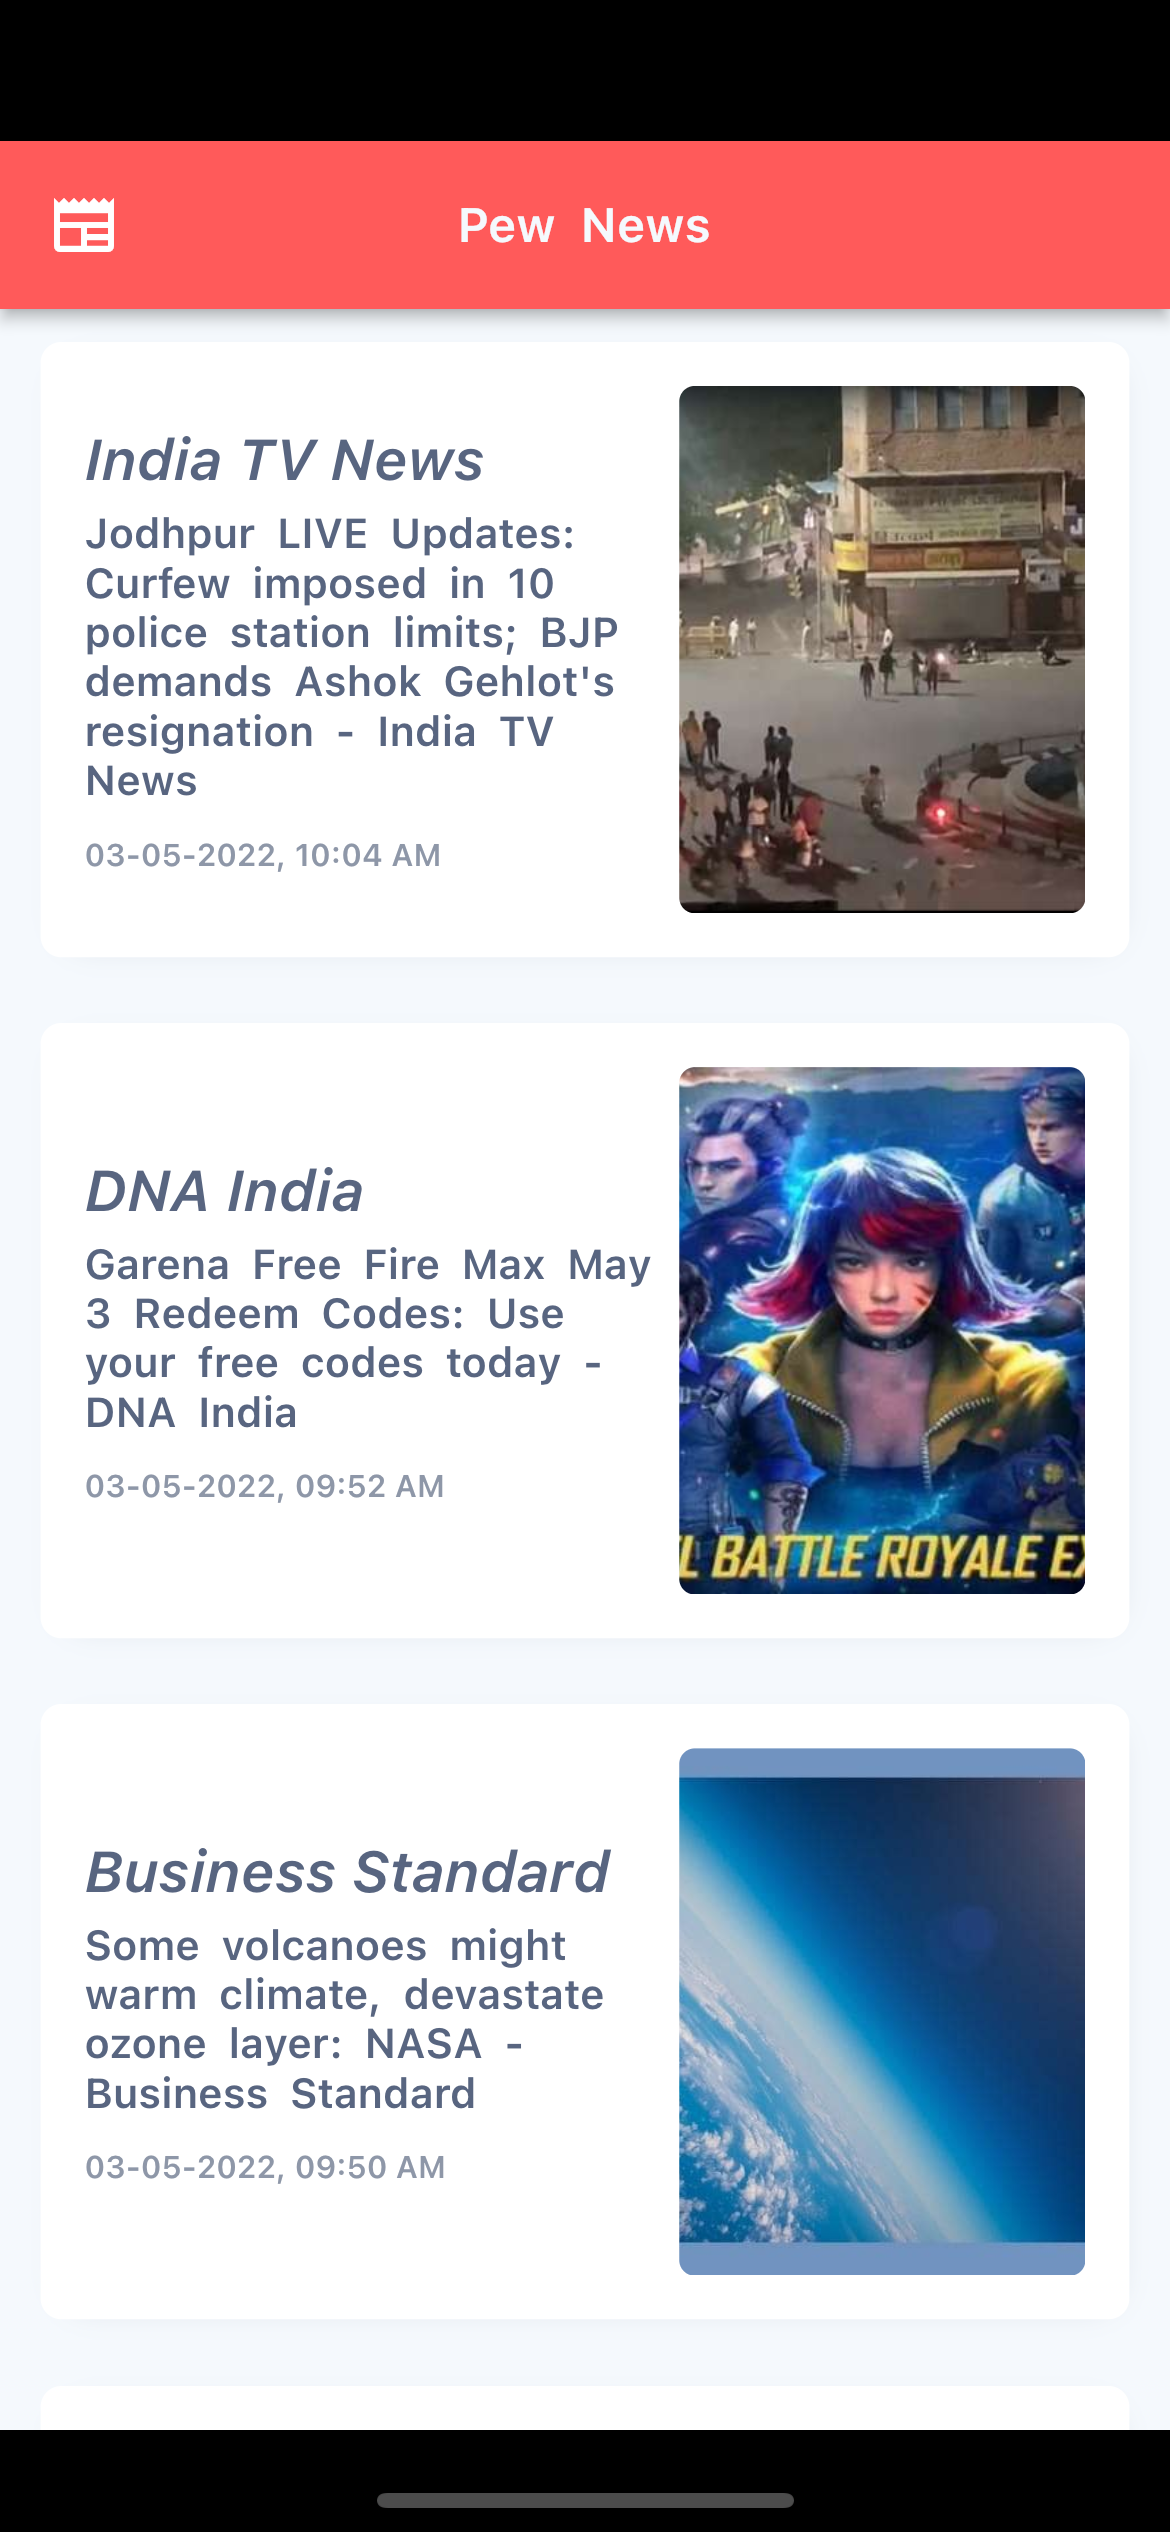 Pew News
India TV News
Jodhpur LIVE Updates:
Curfew imposed in 10
police station limits; BJP
demands Ashok Gehlot's
resignation - India TV
News
03-05-2022, 10:04 AM
DNA India
Garena Free Fire Max May
3 Redeem Codes: Use
your free codes today -
DNA India
03-05-2022, 09:52 AM
L BATTLE ROYALE EX
Business Standard
Some volcanoes might
warm climate, devastate
ozone layer: NASA -
Business Standard
03-05-2022, 09:50 AM